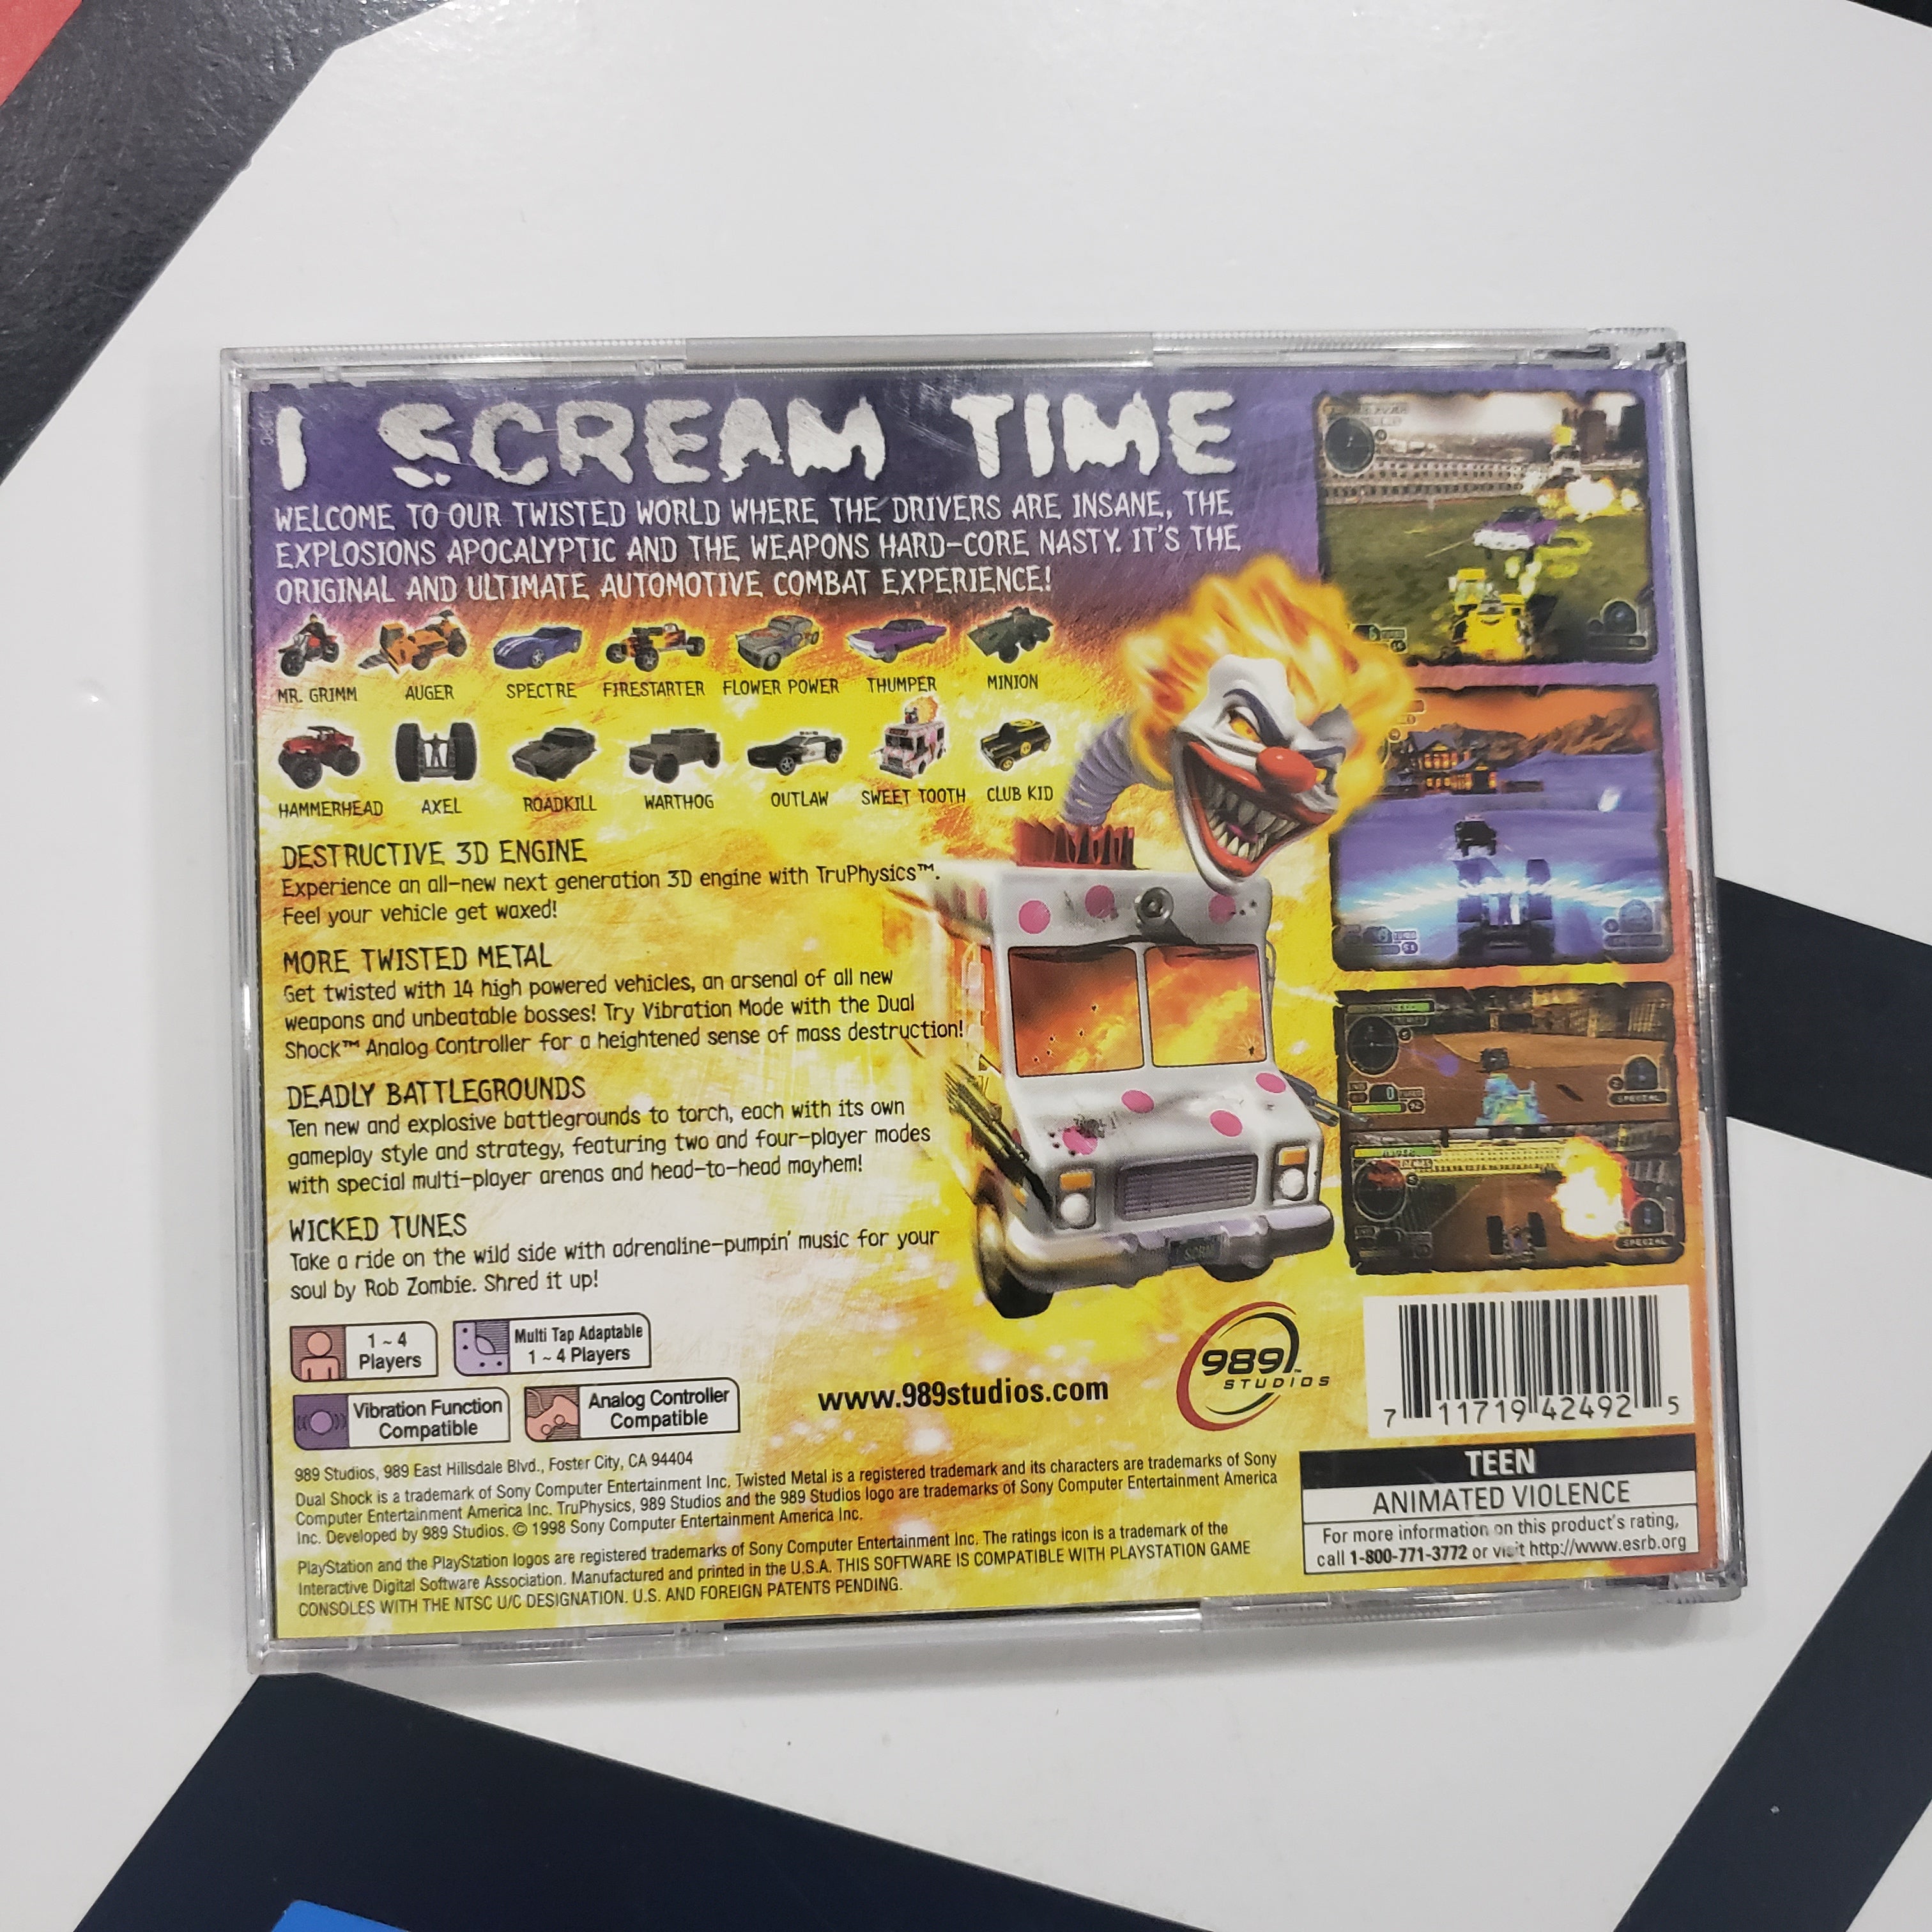 I SCREAM TIME
WELCOME TO OUR TWISTED WORLD WHERE THE DRIVERS ARE INSANE, THE
EXPLOSIONS APOCALYPTIC AND THE WEAPONS HARD-CORE NASTY. IT'S THE
ORIGINAL AND ULTIMATE AUTOMOTIVE COMBAT EXPERIENCE!
MR. GRIMM AUGER SPECTRE FIRESTARTER FLOWER POWER THUMPER MINION
HAMMERHEAD AXEL ROADKILL WARTHOG OUTLAW SWEET TOOTH CLUB KID
DESTRUCTIVE 3D ENGINE
Experience an all-new next generation 3D engine with TruPhysics™.
Feel your vehicle get waxed!
MORE TWISTED METAL
Get twisted with 14 high powered vehicles, an arsenal of all new
weapons and unbeatable bosses! Try Vibration Mode with the Dual
Shock™ Analog Controller for a heightened sense of mass destruction!
DEADLY BATTLEGROUNDS
Ten new and explosive battlegrounds to torch, each with its own
gameplay style and strategy, featuring two and four-player modes
with special multi-player arenas and head-to-head mayhem!
WICKED TUNES
Take a ride on the wild side with adrenaline-pumpin' music for your
soul by Rob Zombie. Shred it up!
SPECIAL
SPECIAL
1 ~ 4
Players
Multi Tap Adaptable
1 ~ 4 Players
Vibration Function
Compatible
Analog Controller
Compatible
www.989studios.com
989™
STUDIOS
7 11719 42492 5
989 Studios, 989 East Hillsdale Blvd., Foster City, CA 94404
Dual Shock is a trademark of Sony Computer Entertainment Inc. Twisted Metal is a registered trademark and its characters are trademarks of Sony
Computer Entertainment America Inc. TruPhysics, 989 Studios and the 989 Studios logo are trademarks of Sony Computer Entertainment America
Inc. Developed by 989 Studios. © 1998 Sony Computer Entertainment America Inc.
PlayStation and the PlayStation logos are registered trademarks of Sony Computer Entertainment Inc. The ratings icon is a trademark of the
Interactive Digital Software Association. Manufactured and printed in the U.S.A. THIS SOFTWARE IS COMPATIBLE WITH PLAYSTATION GAME
CONSOLES WITH THE NTSC U/C DESIGNATION. U.S. AND FOREIGN PATENTS PENDING.
TEEN
ANIMATED VIOLENCE
For more information on this product's rating,
call 1-800-771-3772 or visit http://www.esrb.org